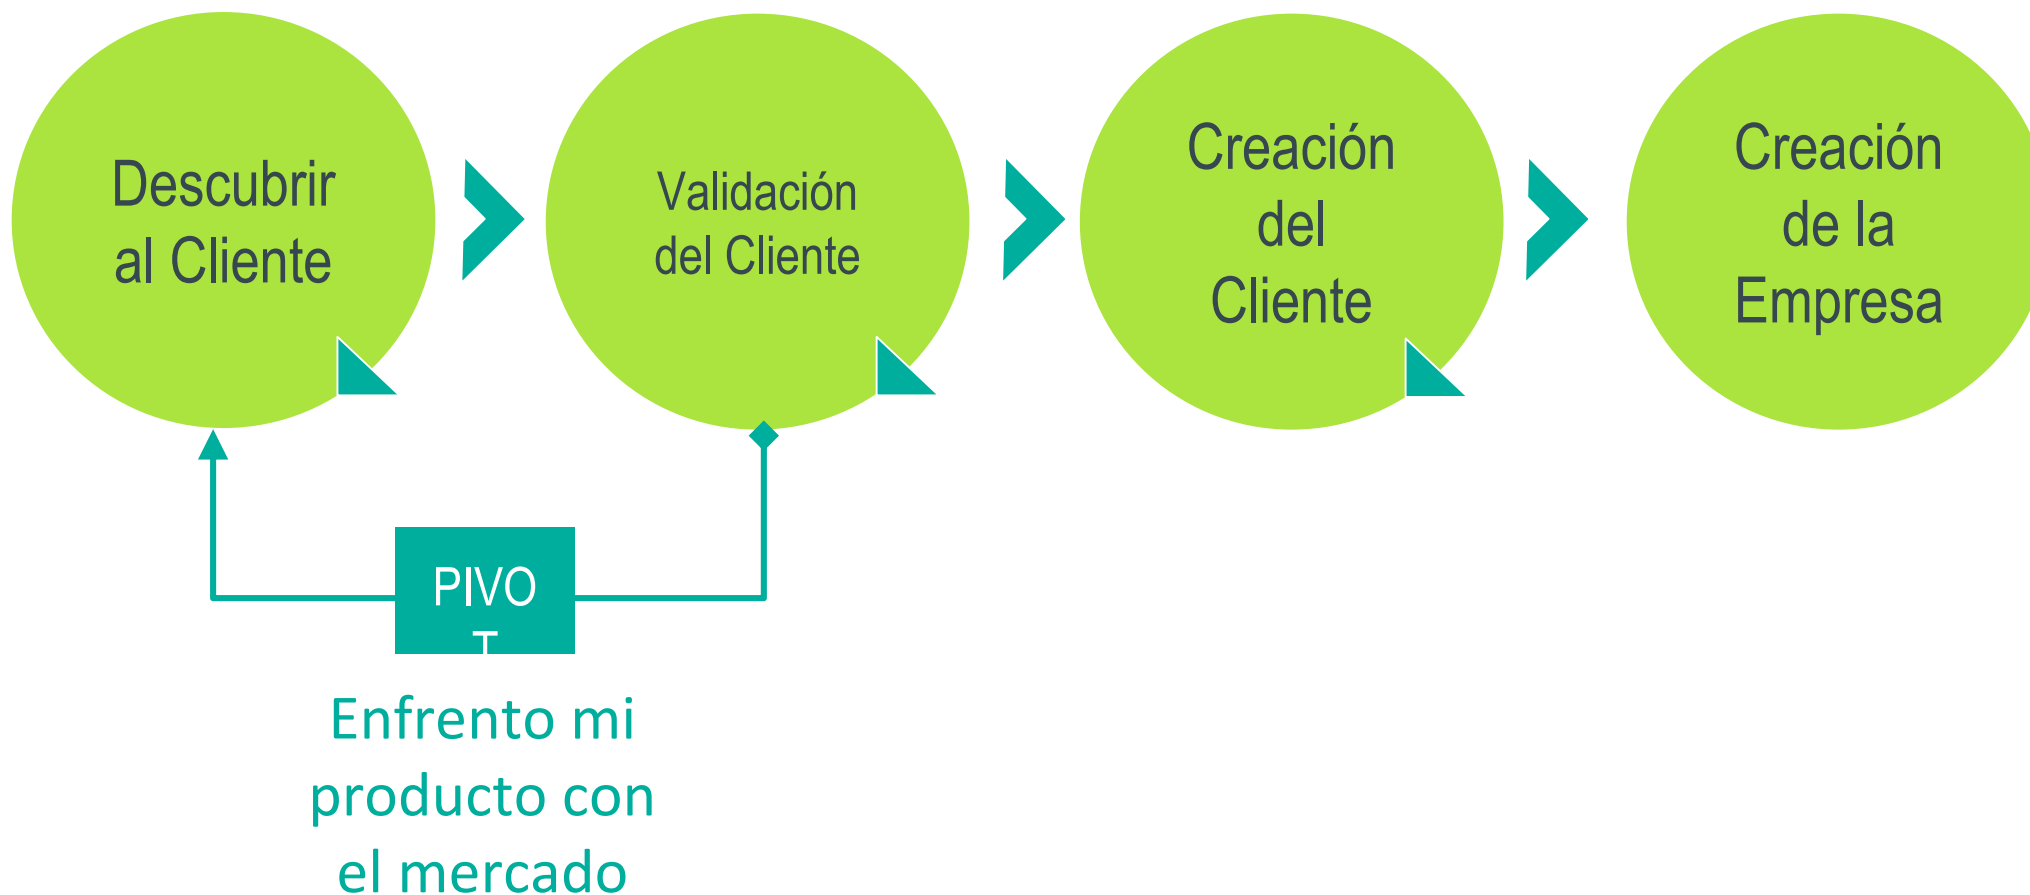 Descubrir
al Cliente
Validación
del Cliente
Creación
del
Cliente
Creación
de la
Empresa
PIVO
T
Enfrento mi
producto con
el mercado